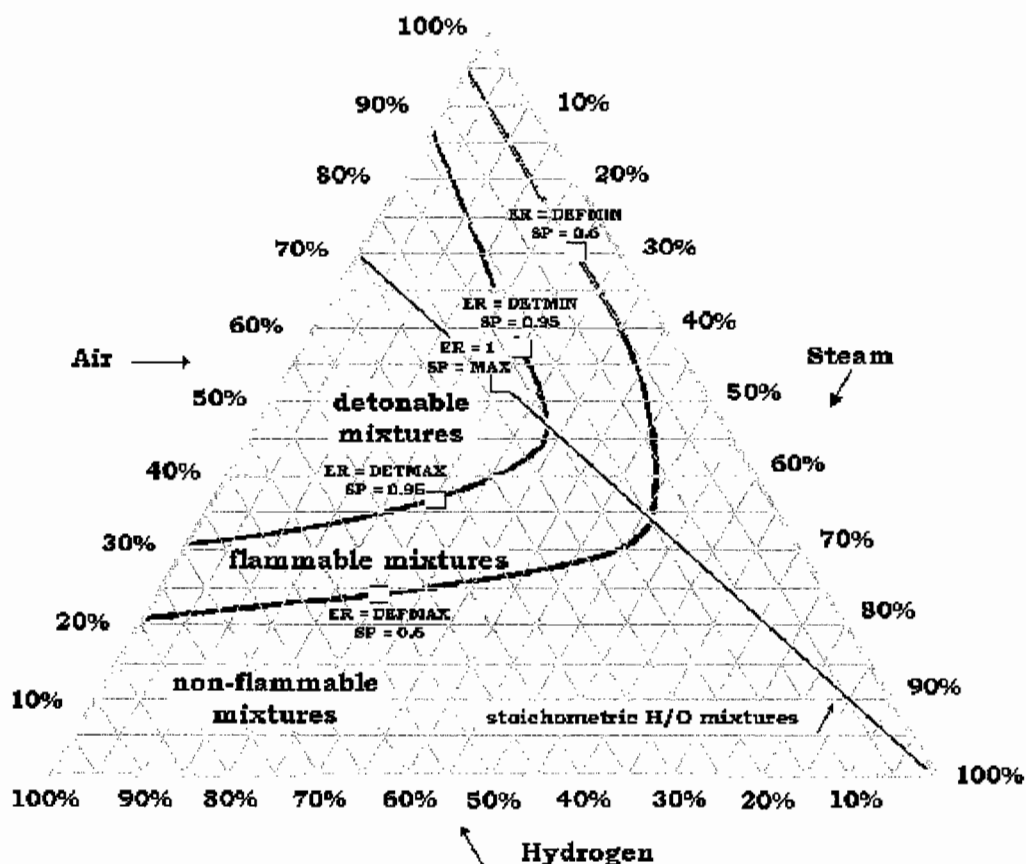 100%
90%
10%
80%
20%
ER = DEFMIN
SP = 0.6
70%
30%
ER = DETMIN
SP = 0.95
60%
40%
ER = 1
SP = MAX
Air
Steam
50%
50%
detonable
mixtures
40%
60%
ER = DETMAX
SP = 0.95
30%
70%
flammable mixtures
20%
80%
ER = DEFMAX
SP = 0.6
non-flammable
mixtures
10%
90%
stoichometric H/O mixtures
100%
100% 90% 80% 70% 60% 50% 40% 30% 20% 10%
Hydrogen